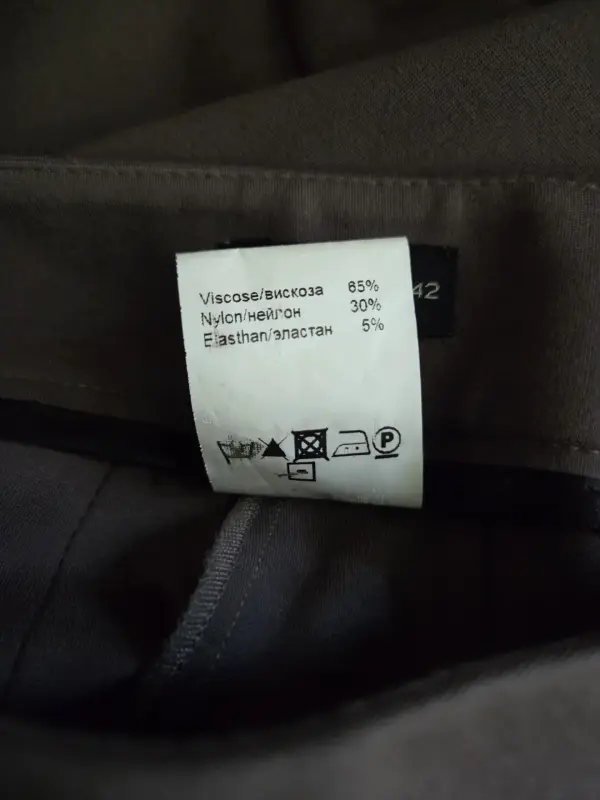 Viscose/вискоза 65%
Nylon/нейлон 30%
Elasthan/эластан 5%
42
P